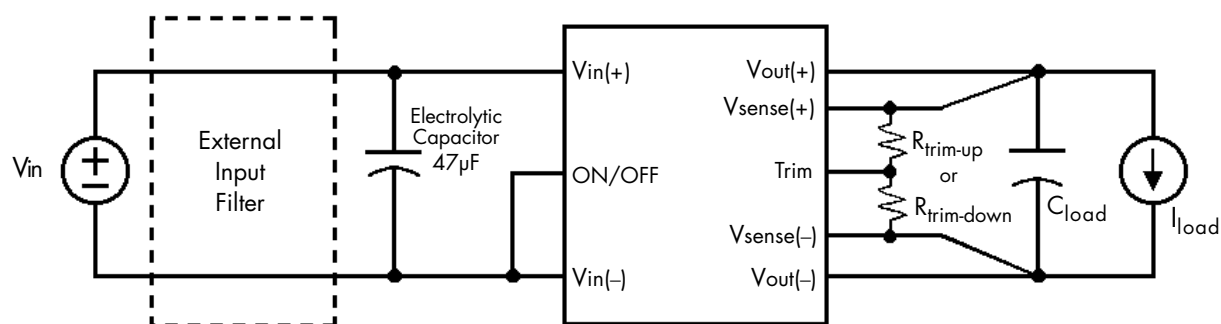 Vin
External
Input
Filter
Electrolytic
Capacitor
47µF
Vin(+)
ON/OFF
Vin(–)
Vout(+)
Vsense(+)
Trim
Vsense(–)
Vout(–)
Rtrim-up
or
Rtrim-down
Cload
Iload